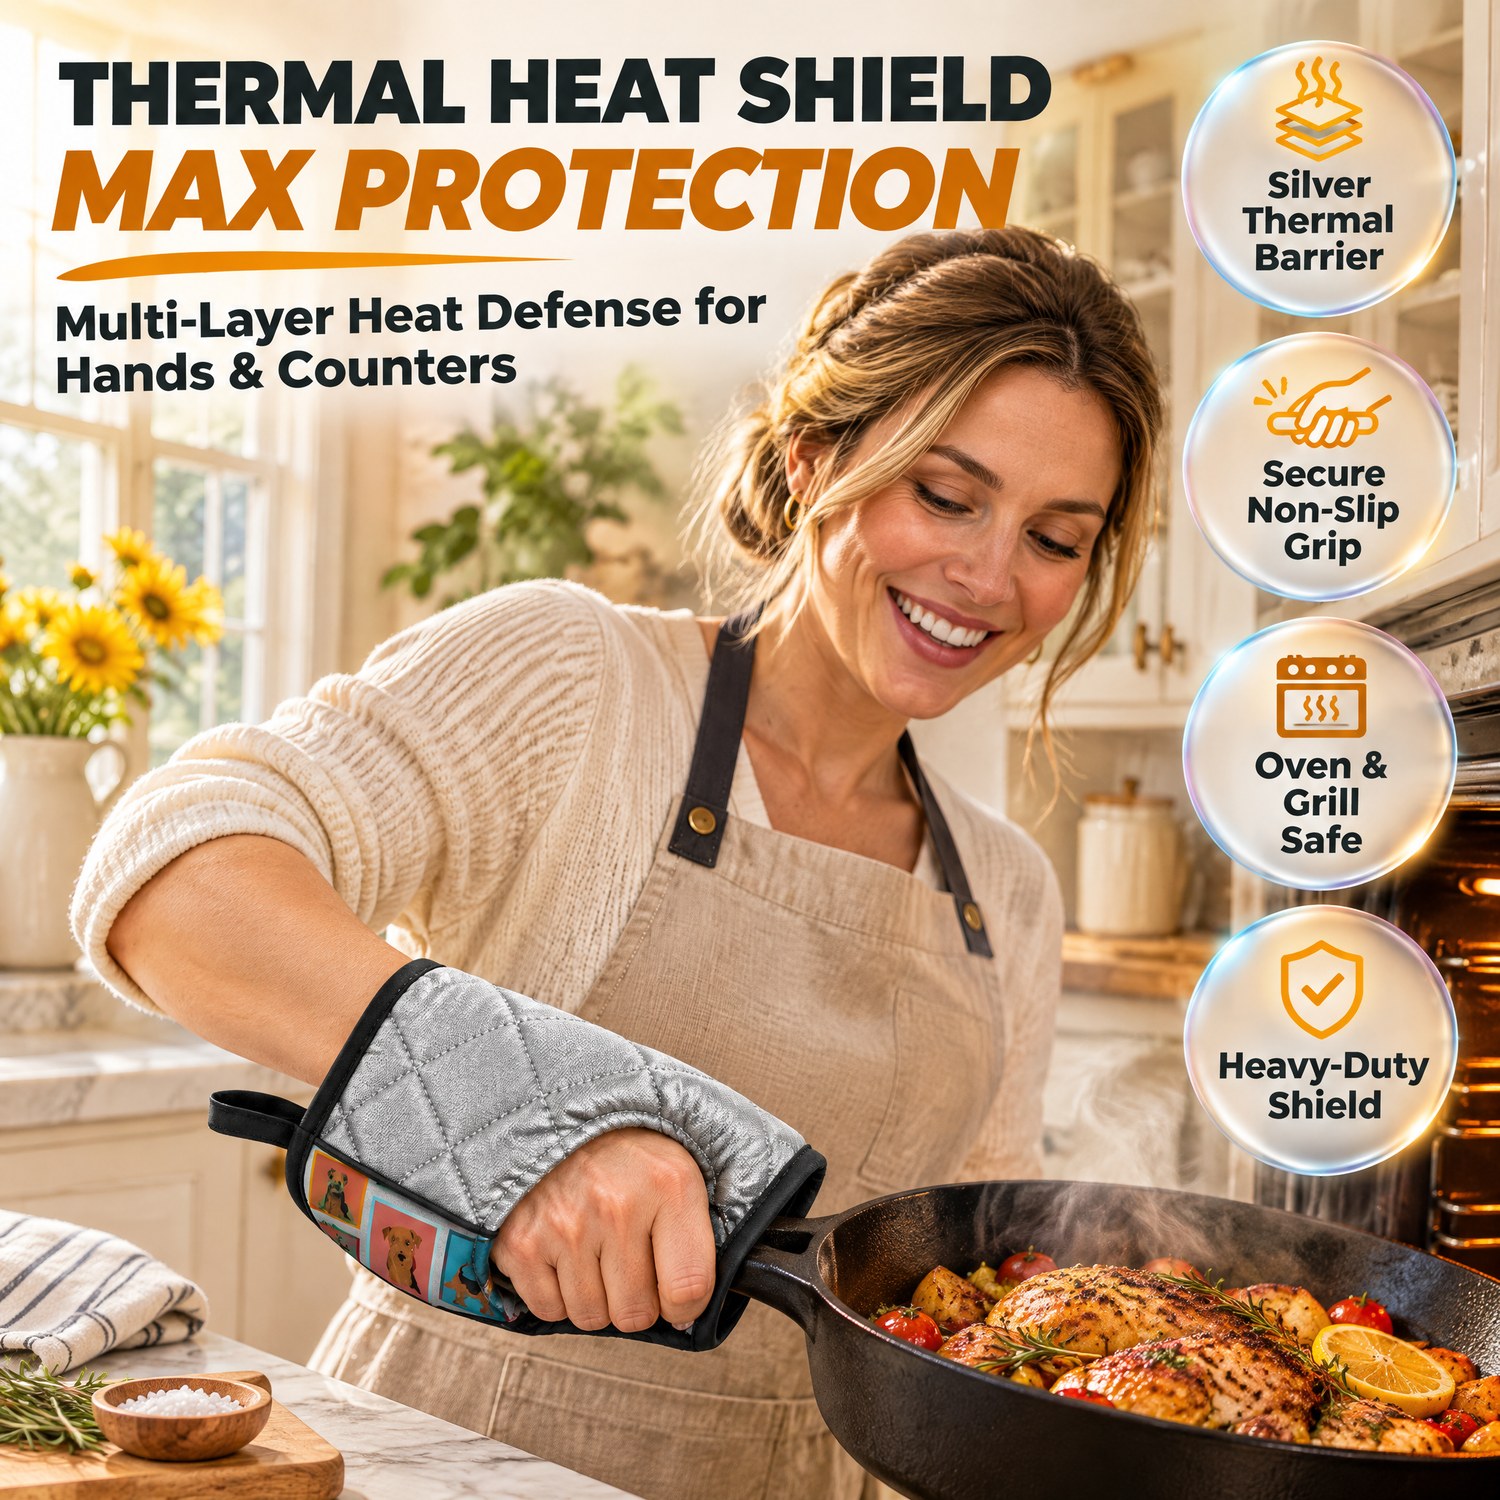 THERMAL HEAT SHIELD
MAX PROTECTION
Multi-Layer Heat Defense for
Hands & Counters
Silver
Thermal
Barrier
Secure
Non-Slip
Grip
Oven &
Grill
Safe
Heavy-Duty
Shield